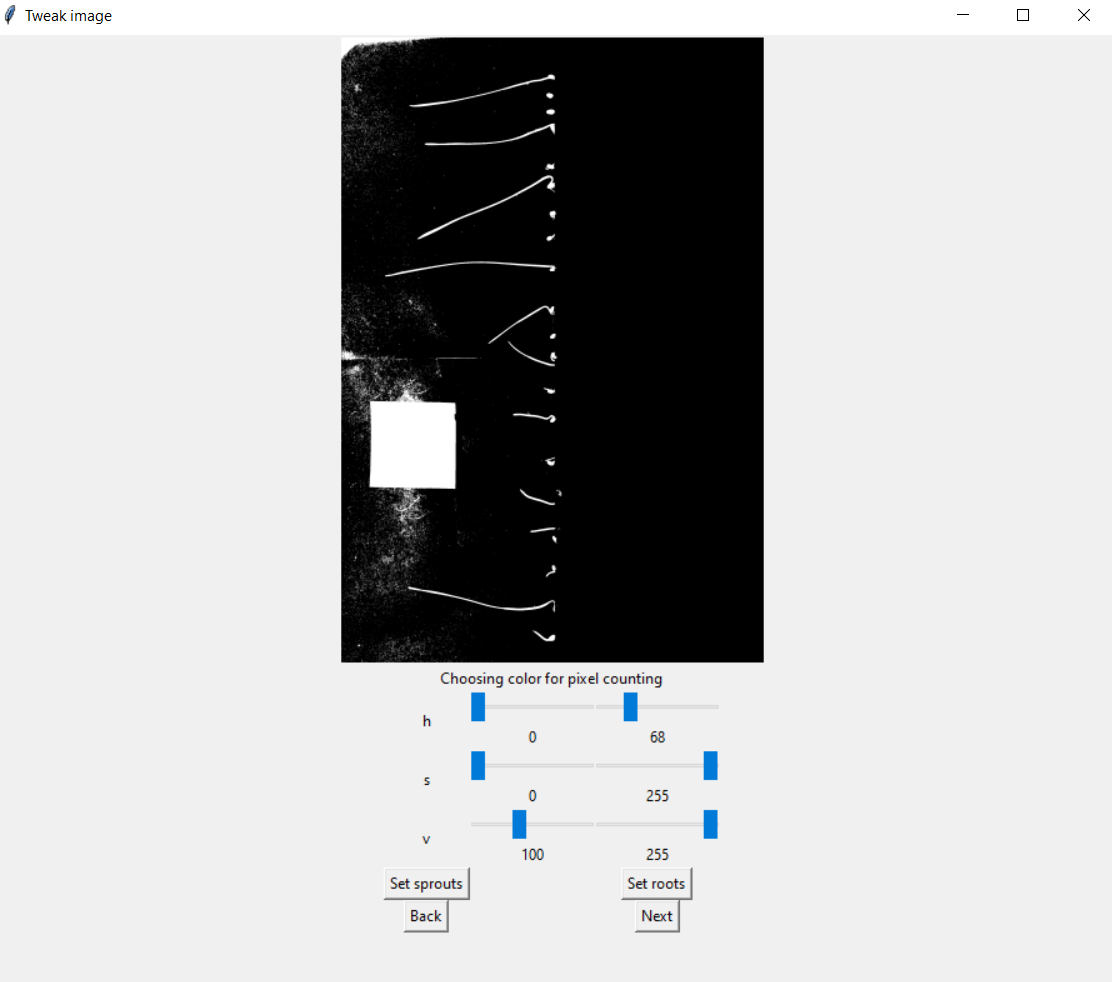 Tweak image
Choosing color for pixel counting
h
0 68
s
0 255
v
100 255
Set sprouts Set roots
Back Next